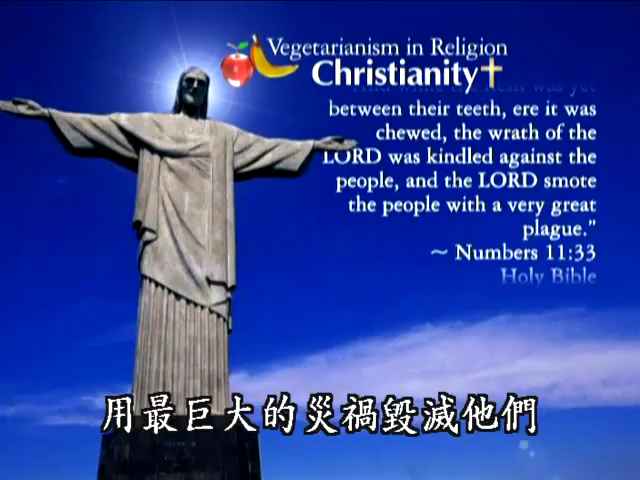 Vegetarianism in Religion
Christianity
between their teeth, ere it was
chewed, the wrath of the
LORD was kindled against the
people, and the LORD smote
the people with a very great
plague."
~ Numbers 11:33
Holy Bible
用最巨大的災禍毀滅他們